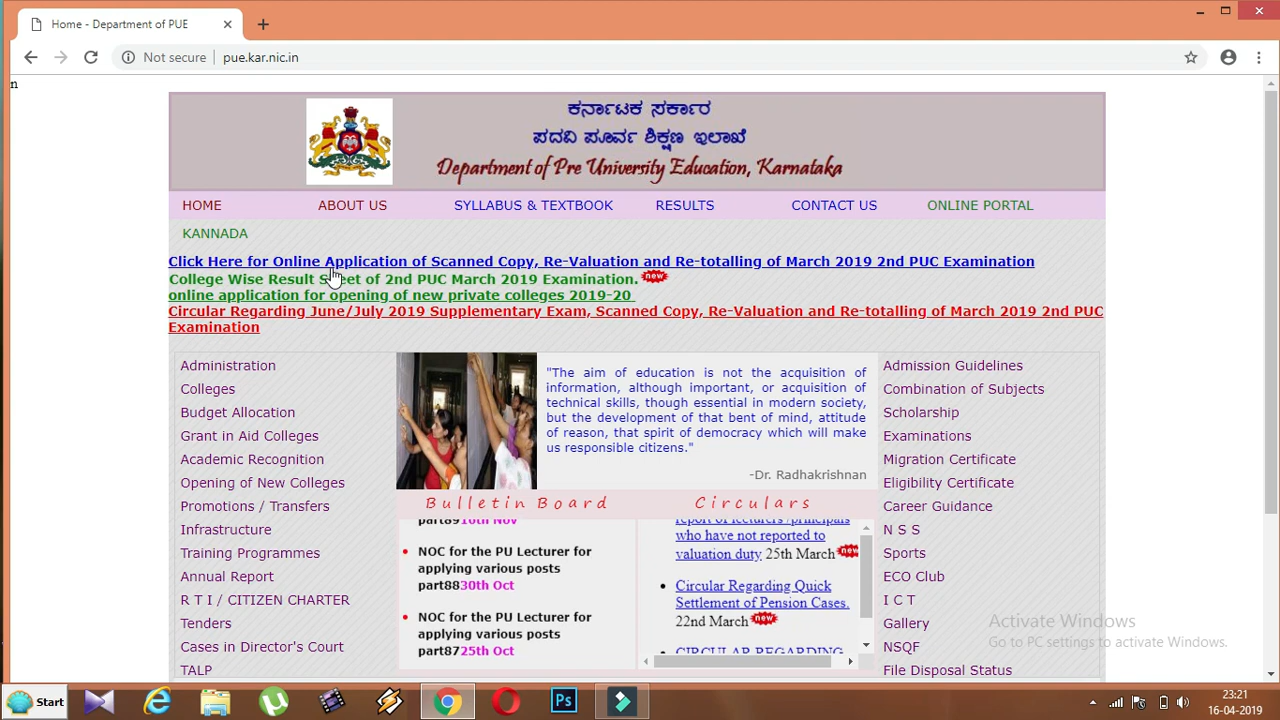 Home - Department of PUE
Not secure | pue.kar.nic.in
n
ಕರ್ನಾಟಕ ಸರ್ಕಾರ
ಪದವಿ ಪೂರ್ವ ಶಿಕ್ಷಣ ಇಲಾಖೆ
Department of Pre University Education, Karnataka
HOME ABOUT US SYLLABUS & TEXTBOOK RESULTS CONTACT US ONLINE PORTAL
KANNADA
Click Here for Online Application of Scanned Copy, Re-Valuation and Re-totalling of March 2019 2nd PUC Examination
College Wise Result Sheet of 2nd PUC March 2019 Examination. new
online application for opening of new private colleges 2019-20
Circular Regarding June/July 2019 Supplementary Exam, Scanned Copy, Re-Valuation and Re-totalling of March 2019 2nd PUC
Examination
Administration
Colleges
Budget Allocation
Grant in Aid Colleges
Academic Recognition
Opening of New Colleges
Promotions / Transfers
Infrastructure
Training Programmes
Annual Report
R T I / CITIZEN CHARTER
Tenders
Cases in Director's Court
TALP
"The aim of education is not the acquisition of
information, although important, or acquisition of
technical skills, though essential in modern society,
but the development of that bent of mind, attitude
of reason, that spirit of democracy which will make
us responsible citizens."
-Dr. Radhakrishnan
Bulletin Board
part89 16th Nov
NOC for the PU Lecturer for
applying various posts
part88 30th Oct
NOC for the PU Lecturer for
applying various posts
part87 25th Oct
Circulars
report of lecturers /principals
who have not reported to
valuation duty 25th March new
Circular Regarding Quick
Settlement of Pension Cases.
22nd March new
CIRCULAR REGARDING
Admission Guidelines
Combination of Subjects
Scholarship
Examinations
Migration Certificate
Eligibility Certificate
Career Guidance
N S S
Sports
ECO Club
I C T
Gallery
NSQF
File Disposal Status
Activate Windows
Go to PC settings to activate Windows.
Start
Ps
23:21
16-04-2019